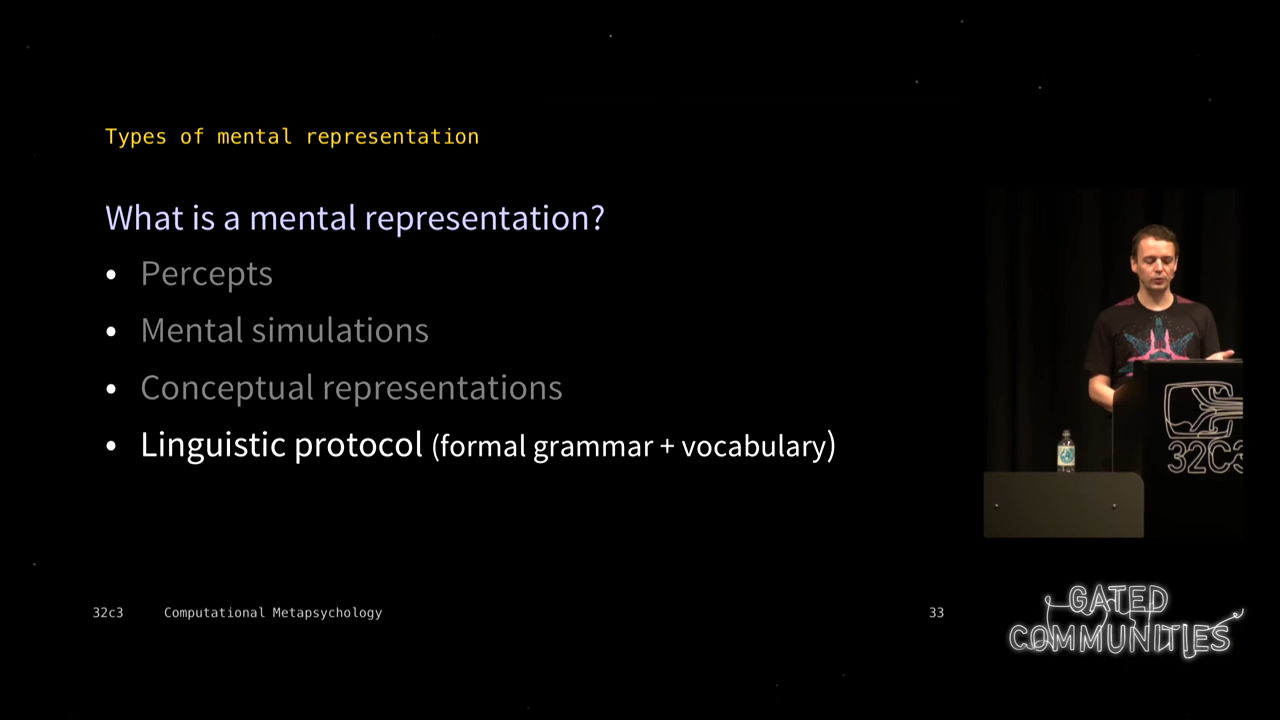 Types of mental representation
What is a mental representation?
• Percepts
• Mental simulations
• Conceptual representations
• Linguistic protocol (formal grammar + vocabulary)
32C3
32c3 Computational Metapsychology 33
GATED
COMMUNITIES